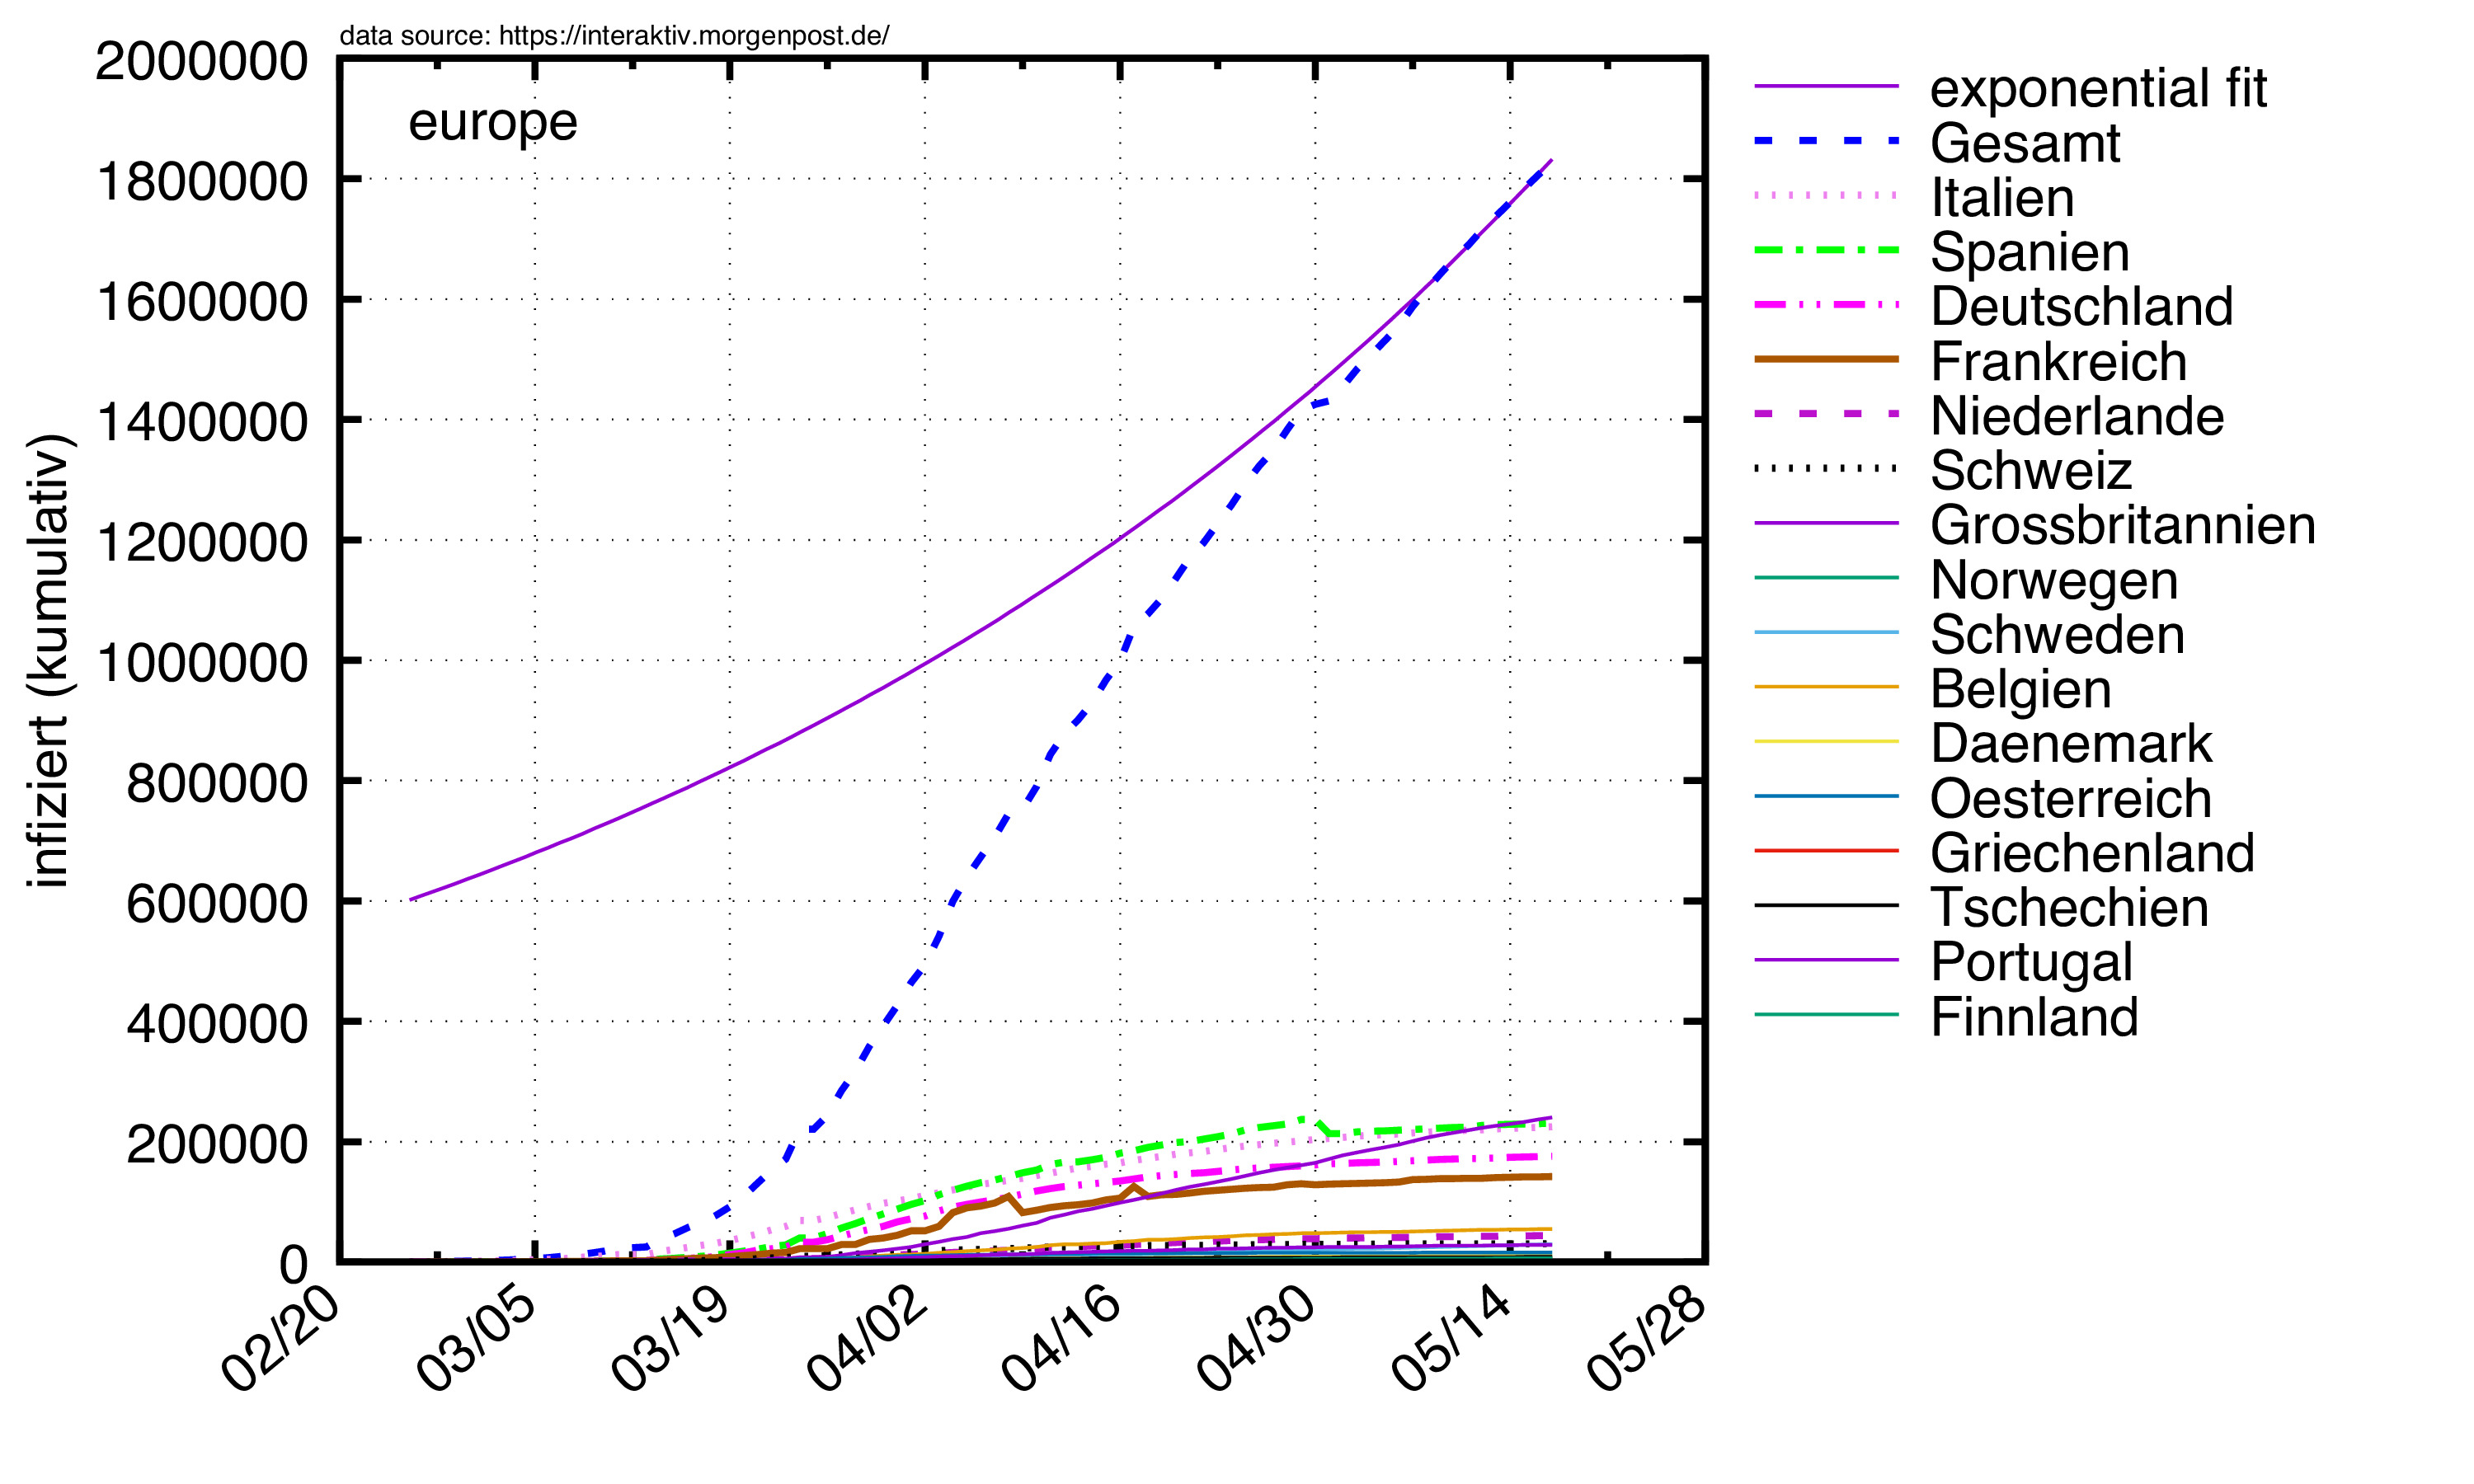 data source: https://interaktiv.morgenpost.de/
europe
infiziert (kumulativ)
2000000
1800000
1600000
1400000
1200000
1000000
800000
600000
400000
200000
0
02/20
03/05
03/19
04/02
04/16
04/30
05/14
05/28
exponential fit
Gesamt
Italien
Spanien
Deutschland
Frankreich
Niederlande
Schweiz
Grossbritannien
Norwegen
Schweden
Belgien
Daenemark
Oesterreich
Griechenland
Tschechien
Portugal
Finnland